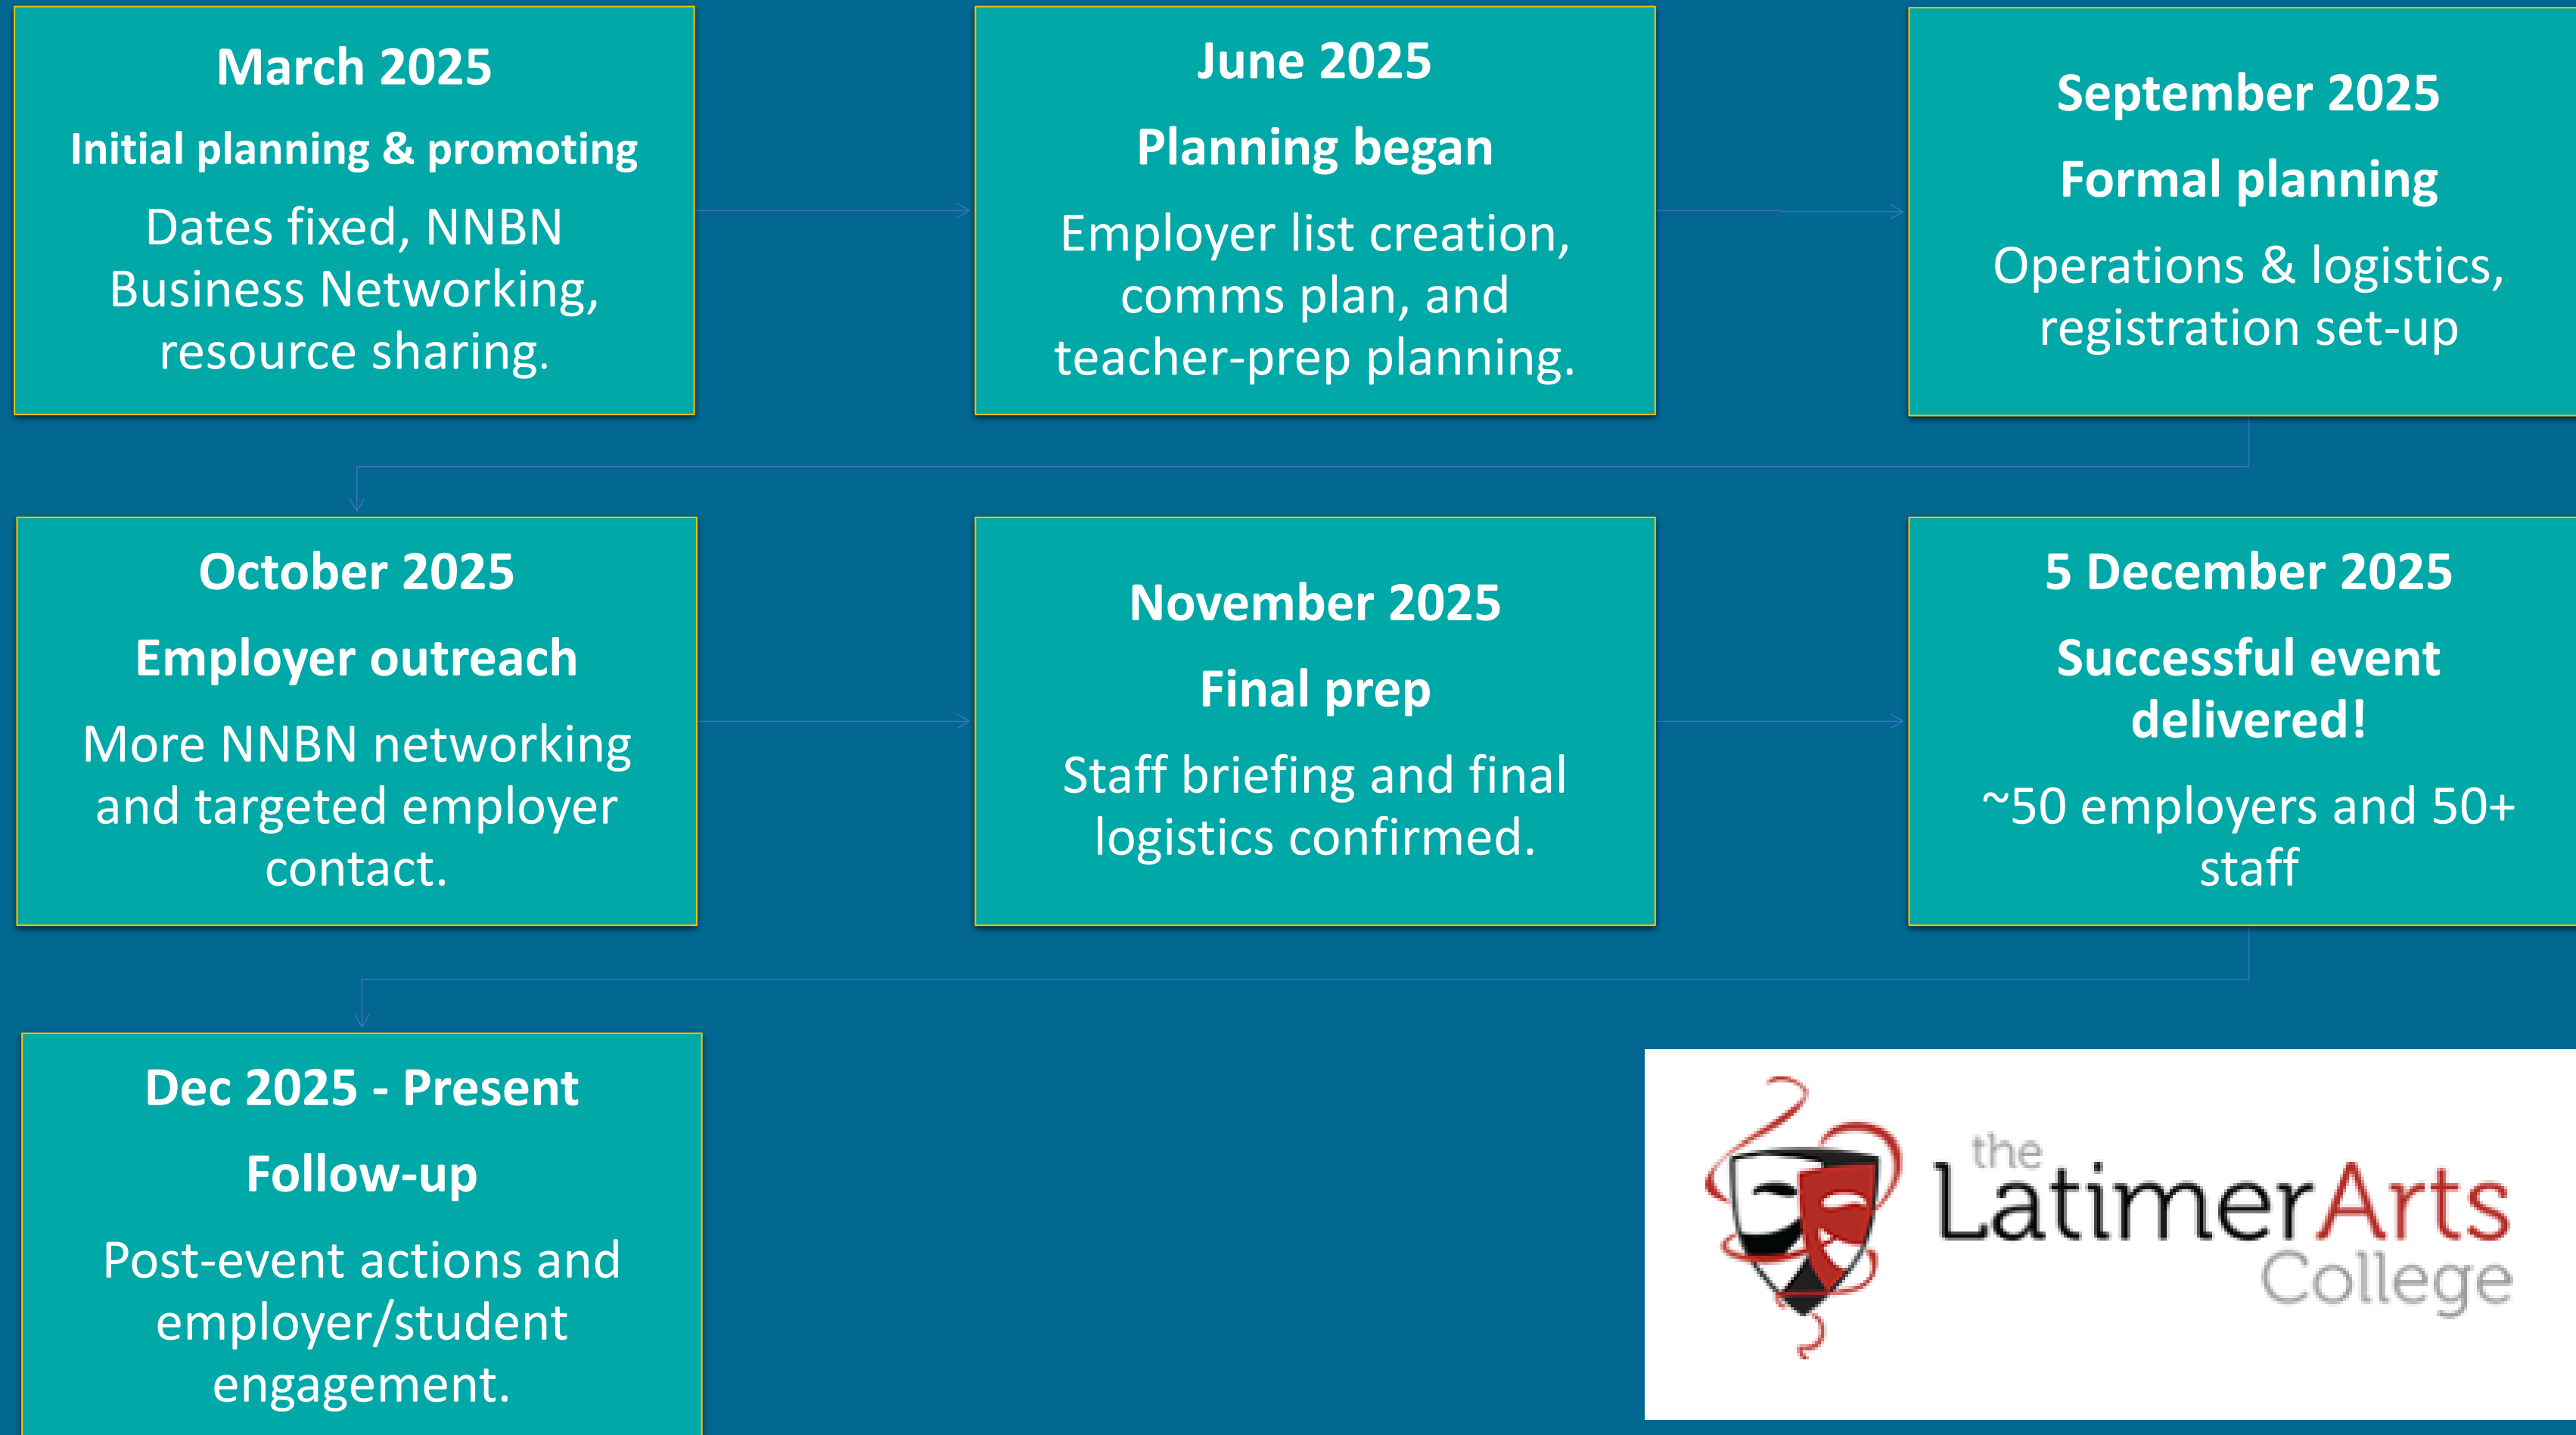 March 2025
Initial planning & promoting
Dates fixed, NNBN
Business Networking,
resource sharing.
June 2025
Planning began
Employer list creation,
comms plan, and
teacher-prep planning.
September 2025
Formal planning
Operations & logistics,
registration set-up
October 2025
Employer outreach
More NNBN networking
and targeted employer
contact.
November 2025
Final prep
Staff briefing and final
logistics confirmed.
5 December 2025
Successful event
delivered!
~50 employers and 50+
staff
Dec 2025 - Present
Follow-up
Post-event actions and
employer/student
engagement.
the
LatimerArts
College